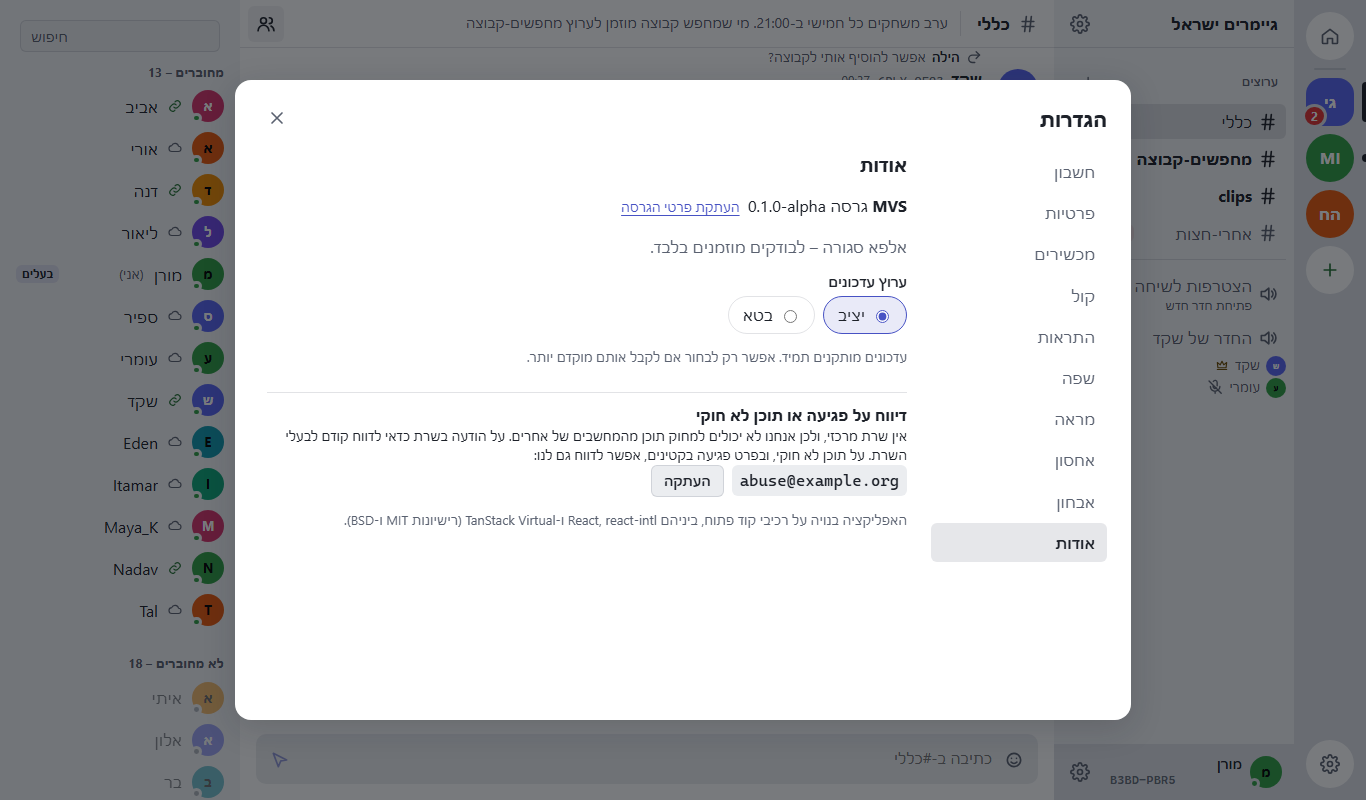 גי
2
MI
הח
גיימרים ישראל
ערוצים
כללי
מחפשים-קבוצה
clips
אחרי-חצות
הצטרפות לשיחה
פתיחת חדר חדש
החדר של שקד
ש שקד
ע עומרי
מ מורן
B3BD-PBR5
# כללי
ערב משחקים כל חמישי ב-21:00. מי שמחפש קבוצה מוזמן לערוץ מחפשים-קבוצה
הילה אפשר להוסיף אותי לקבוצה?
הגדרות
חשבון
פרטיות
מכשירים
קול
התראות
שפה
מראה
אחסון
אבחון
אודות
אודות
MVS גרסה 0.1.0-alpha העתקת פרטי הגרסה
אלפא סגורה – לבודקים מוזמנים בלבד.
ערוץ עדכונים
יציב
בטא
עדכונים מותקנים תמיד. אפשר רק לבחור אם לקבל אותם מוקדם יותר.
דיווח על פגיעה או תוכן לא חוקי
אין שרת מרכזי, ולכן אנחנו לא יכולים למחוק תוכן מהמחשבים של אחרים. על הודעה בשרת כדאי לדווח קודם לבעלי
השרת. על תוכן לא חוקי, ובפרט פגיעה בקטינים, אפשר לדווח גם לנו:
abuse@example.org
העתקה
האפליקציה בנויה על רכיבי קוד פתוח, ביניהם React, react-intl ו-TanStack Virtual (רישיונות MIT ו-BSD).
כתיבה ב-#כללי
חיפוש
מחוברים – 13
א אביב
א אורי
ד דנה
ל ליאור
מ מורן (אני) בעלים
ס ספיר
ע עומרי
ש שקד
E Eden
I Itamar
M Maya_K
N Nadav
T Tal
לא מחוברים – 18
א איתי
א אלון
ב בר